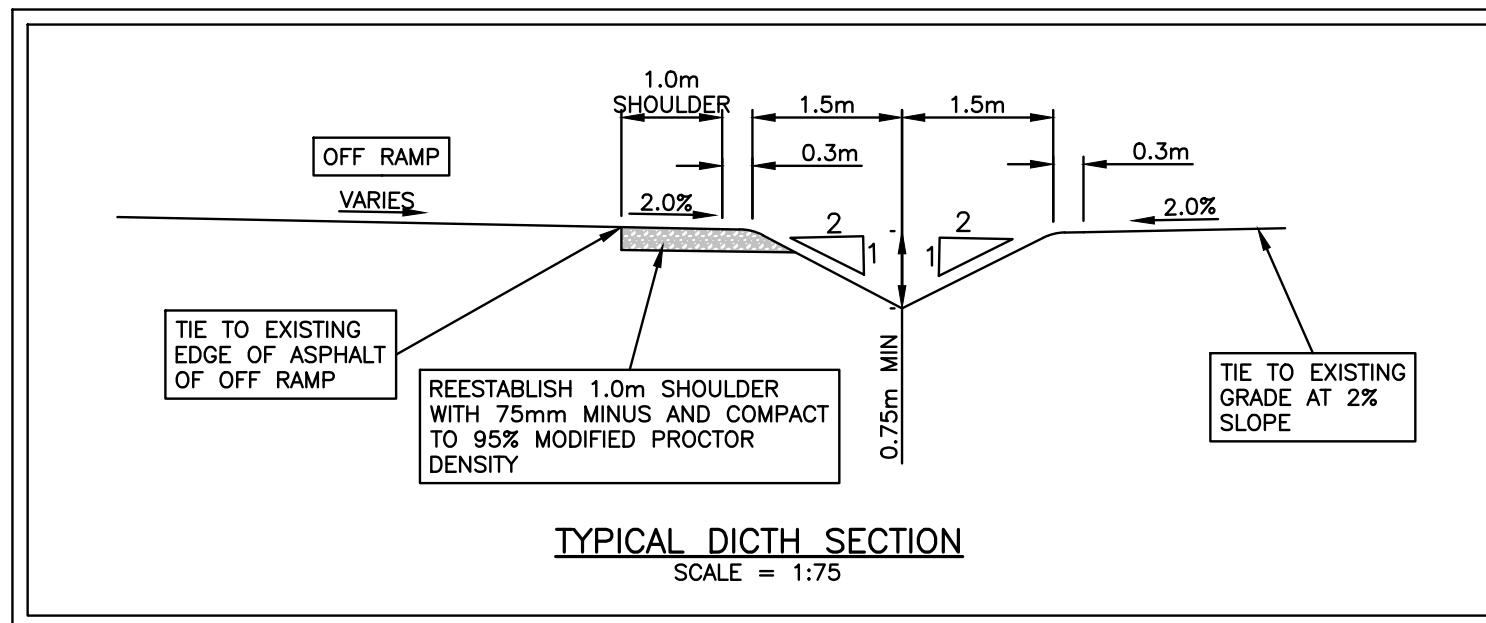 1.0m
SHOULDER
1.5m
1.5m
OFF RAMP
0.3m
0.3m
VARIES
2.0%
2.0%
2
1
2
1
TIE TO EXISTING
EDGE OF ASPHALT
OF OFF RAMP
REESTABLISH 1.0m SHOULDER
WITH 75mm MINUS AND COMPACT
TO 95% MODIFIED PROCTOR
DENSITY
0.75m MIN
TIE TO EXISTING
GRADE AT 2%
SLOPE
TYPICAL DICTH SECTION
SCALE = 1:75